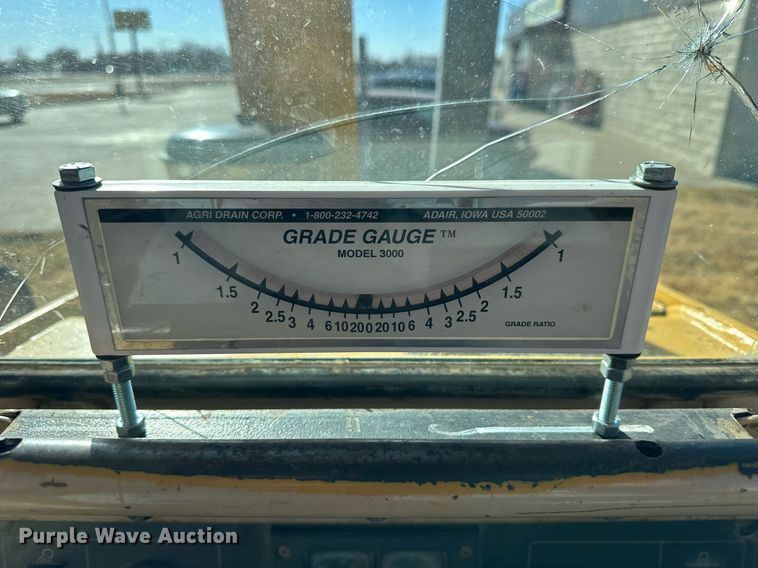 AGRI DRAIN CORP. • 1-800-232-4742 ADAIR, IOWA USA 50002
GRADE GAUGE ™
MODEL 3000
1 1.5 2 2.5 3 4 6 10 20 0 20 10 6 4 3 2.5 2 1.5 1
GRADE RATIO
Purple Wave Auction